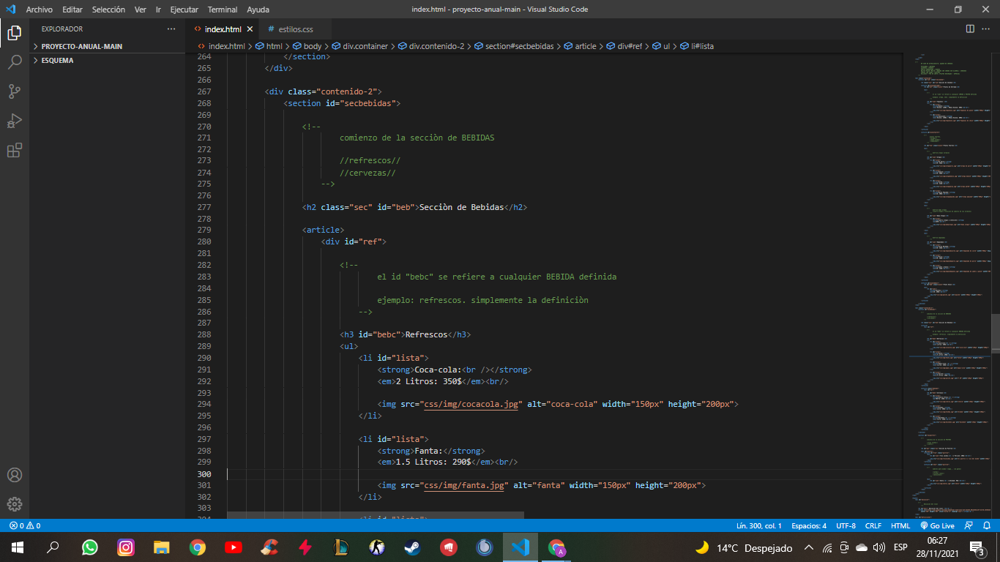 Archivo Editar Selección Ver Ir Ejecutar Terminal Ayuda
index.html - proyecto-anual-main - Visual Studio Code
EXPLORADOR ...
PROYECTO-ANUAL-MAIN
ESQUEMA
index.html
estilos.css
index.html > html > body > div.container > div.contenido-2 > section#secbebidas > article > div#ref > ul > li#lista
264 </section>
265 </div>
266
267 <div class="contenido-2">
268 <section id="secbebidas">
269
270 <!--
271 comienzo de la secciòn de BEBIDAS
272
273 //refrescos//
274 //cervezas//
275 -->
276
277 <h2 class="sec" id="beb">Secciòn de Bebidas</h2>
278
279 <article>
280 <div id="ref">
281
282 <!--
283 el id "bebc" se refiere a cualquier BEBIDA definida
284
285 ejemplo: refrescos. simplemente la definiciòn
286 -->
287
288 <h3 id="bebc">Refrescos</h3>
289 <ul>
290 <li id="lista">
291 <strong>Coca-cola:<br /></strong>
292 <em>2 Litros: 350$</em><br/>
293
294 <img src="css/img/cocacola.jpg" alt="coca-cola" width="150px" height="200px">
295 </li>
296
297 <li id="lista">
298 <strong>Fanta:</strong>
299 <em>1.5 Litros: 290$</em><br/>
300
301 <img src="css/img/fanta.jpg" alt="fanta" width="150px" height="200px">
302 </li>
303
304 <li id="lista">
0 0
Lín. 300, col. 1 Espacios: 4 UTF-8 CRLF HTML Go Live
14°C Despejado
ESP
06:27
28/11/2021
3
A